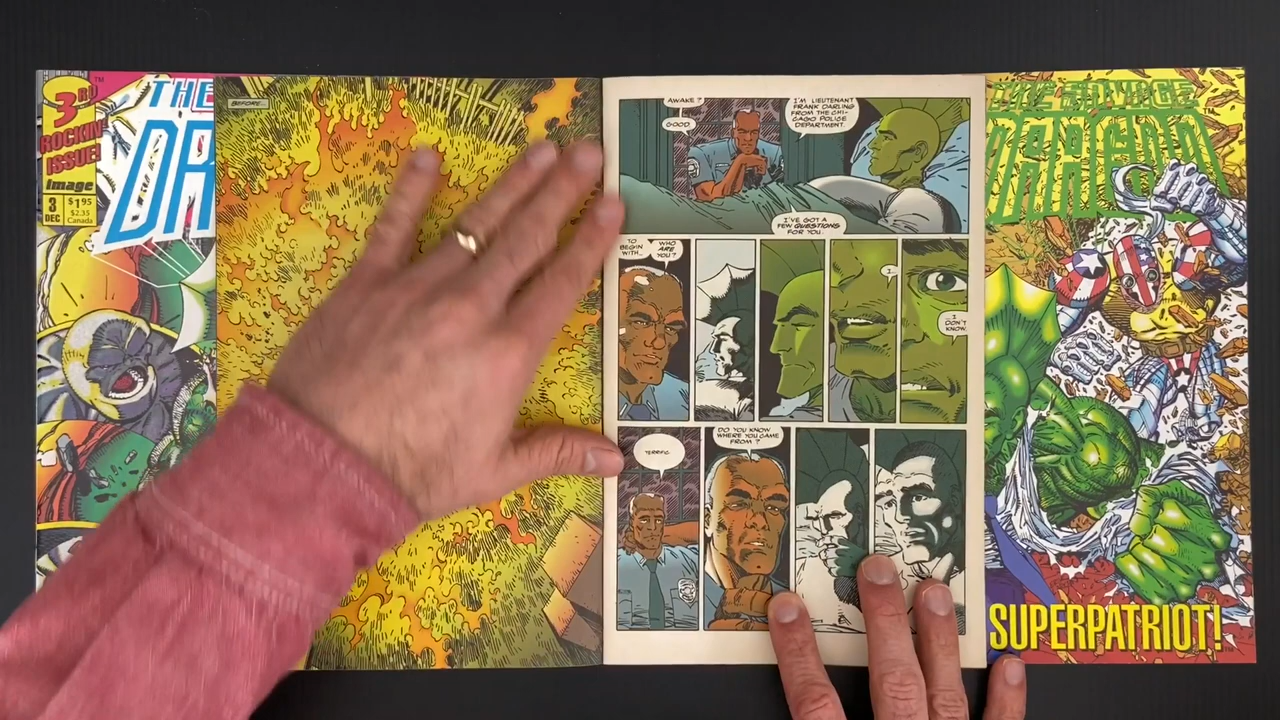 3RD
TM
ROCKIN'
ISSUE!
image
3
DEC
$1.95
$2.35
Canada
THE
DRA
BEFORE...
AWAKE?
GOOD.
I'M LIEUTENANT
FRANK DARLING
FROM THE CHI-
CAGO POLICE
DEPARTMENT.
I'VE GOT A
FEW QUESTIONS
FOR YOU.
TO
BEGIN
WITH...
WHO
ARE
YOU?
I...
I
DON'T
KNOW.
TERRIFIC.
DO YOU KNOW
WHERE YOU CAME
FROM?
THE SAVAGE
DRAGON
SUPERPATRIOT!